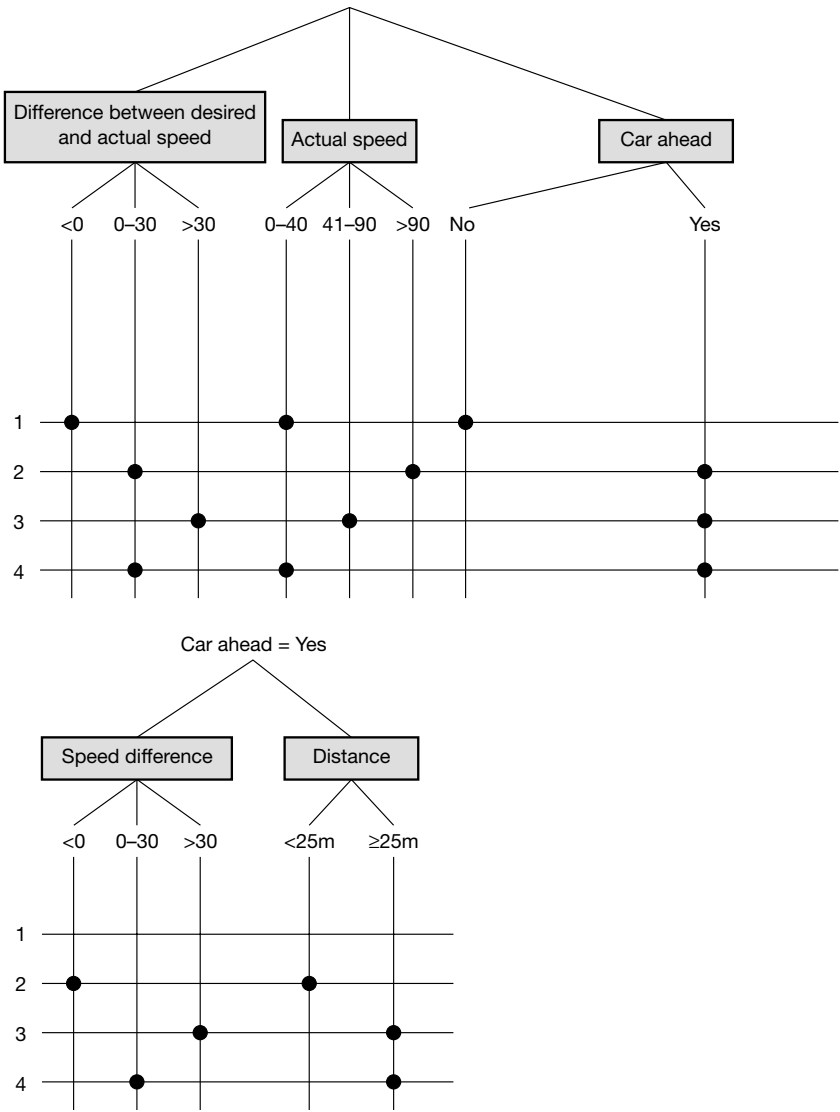 Difference between desired
and actual speed
Actual speed
Car ahead
<0 0–30 >30 0–40 41–90 >90 No Yes
1
2
3
4
Car ahead = Yes
Speed difference
Distance
<0 0–30 >30 <25m ≥25m
1
2
3
4